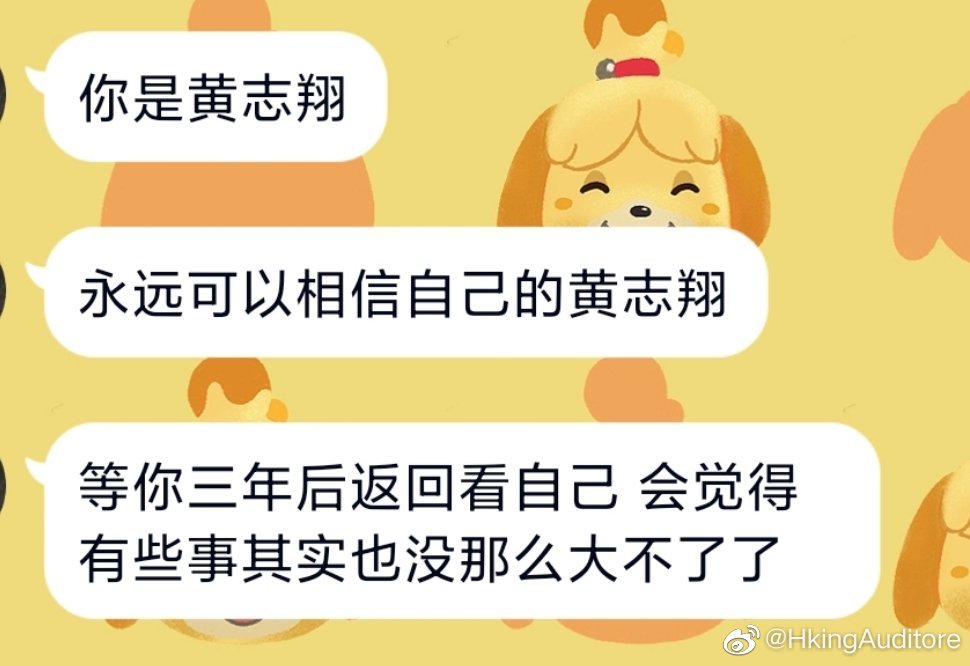 你是黄志翔
永远可以相信自己的黄志翔
等你三年后返回看自己 会觉得
有些事其实也没那么大不了了
@HkingAuditore